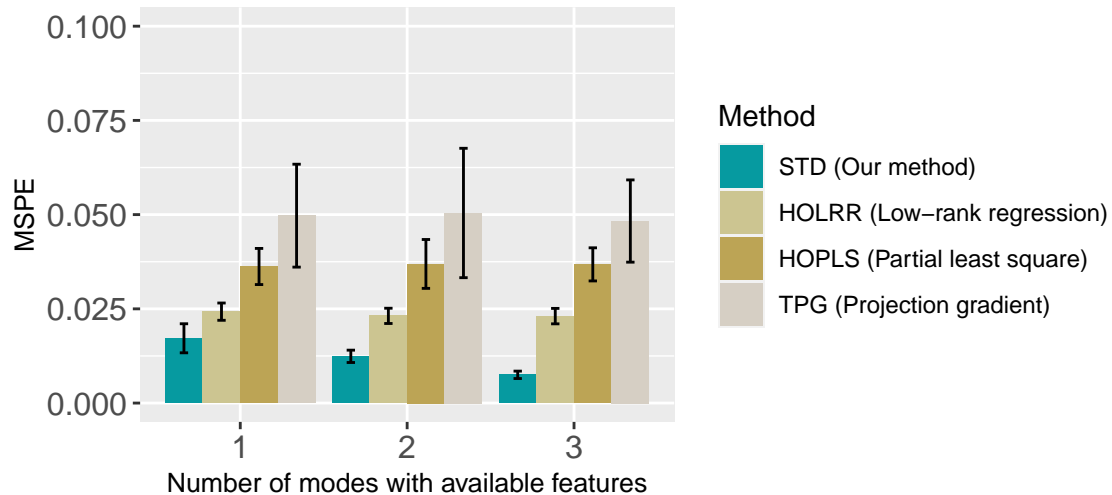 0.100
0.075
0.050
0.025
0.000
MSPE
1 2 3
Number of modes with available features
Method
STD (Our method)
HOLRR (Low−rank regression)
HOPLS (Partial least square)
TPG (Projection gradient)